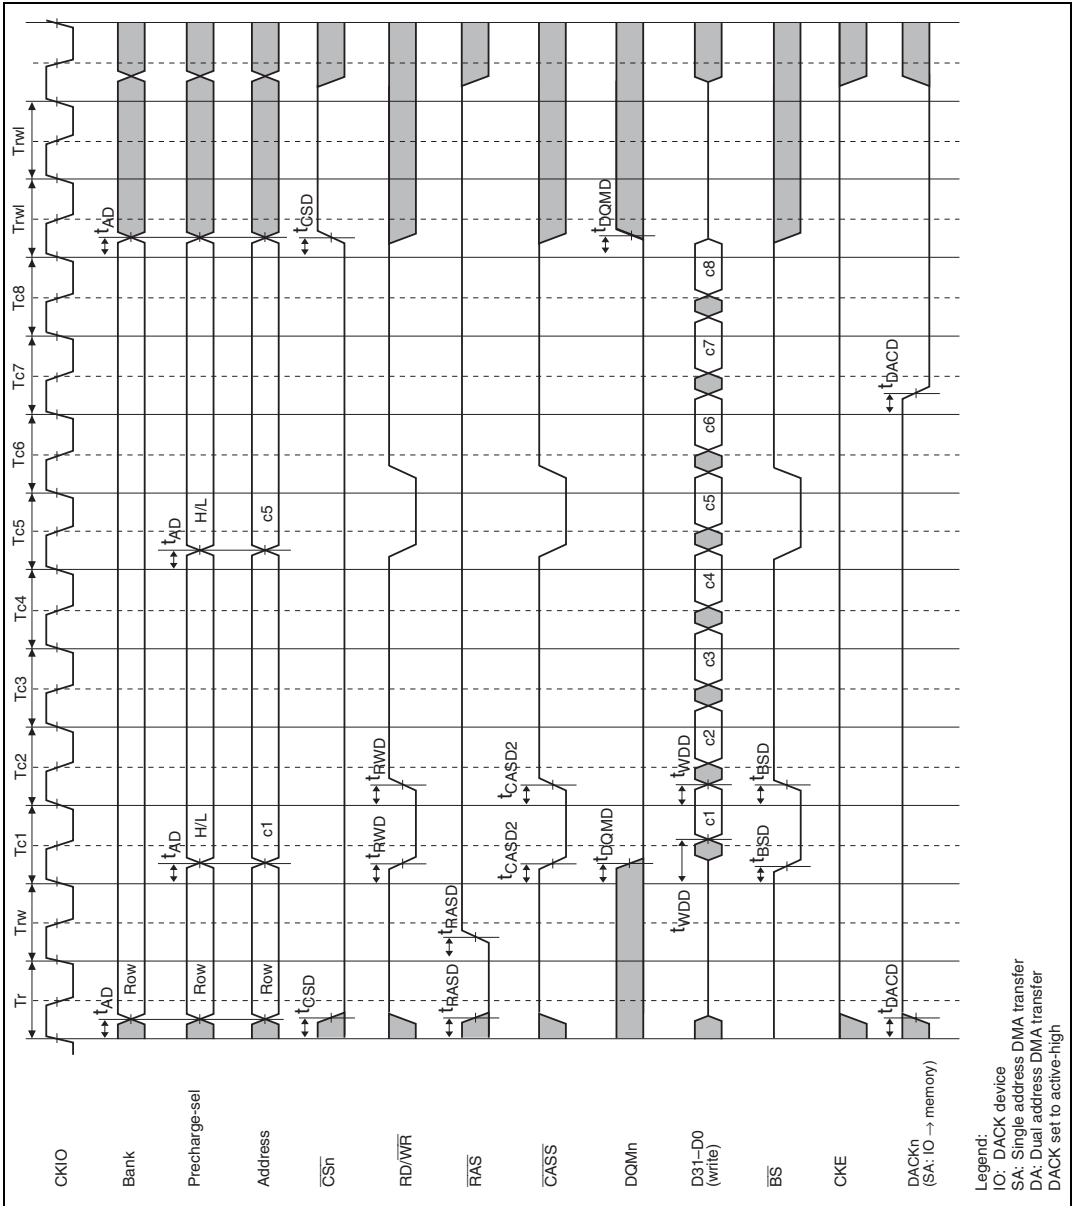 Tr Trw Tc1 Tc2 Tc3 Tc4 Tc5 Tc6 Tc7 Tc8 Trwl Trwl
CKIO
Bank tAD Row tAD
Precharge-sel Row tAD H/L tAD H/L
Address Row c1 c5
CSn tCSD tCSD
RD/WR tRWD tRWD
RAS tRASD tRASD
CASS tCASD2 tCASD2
DQMn tDQMD tDQMD
D31–D0
(write) tWDD c1 tWDD c2 c3 c4 c5 c6 c7 c8
BS tBSD tBSD
CKE
DACKn tDACD tDACD
(SA: IO → memory)
Legend:
IO: DACK device
SA: Single address DMA transfer
DA: Dual address DMA transfer
DACK set to active-high